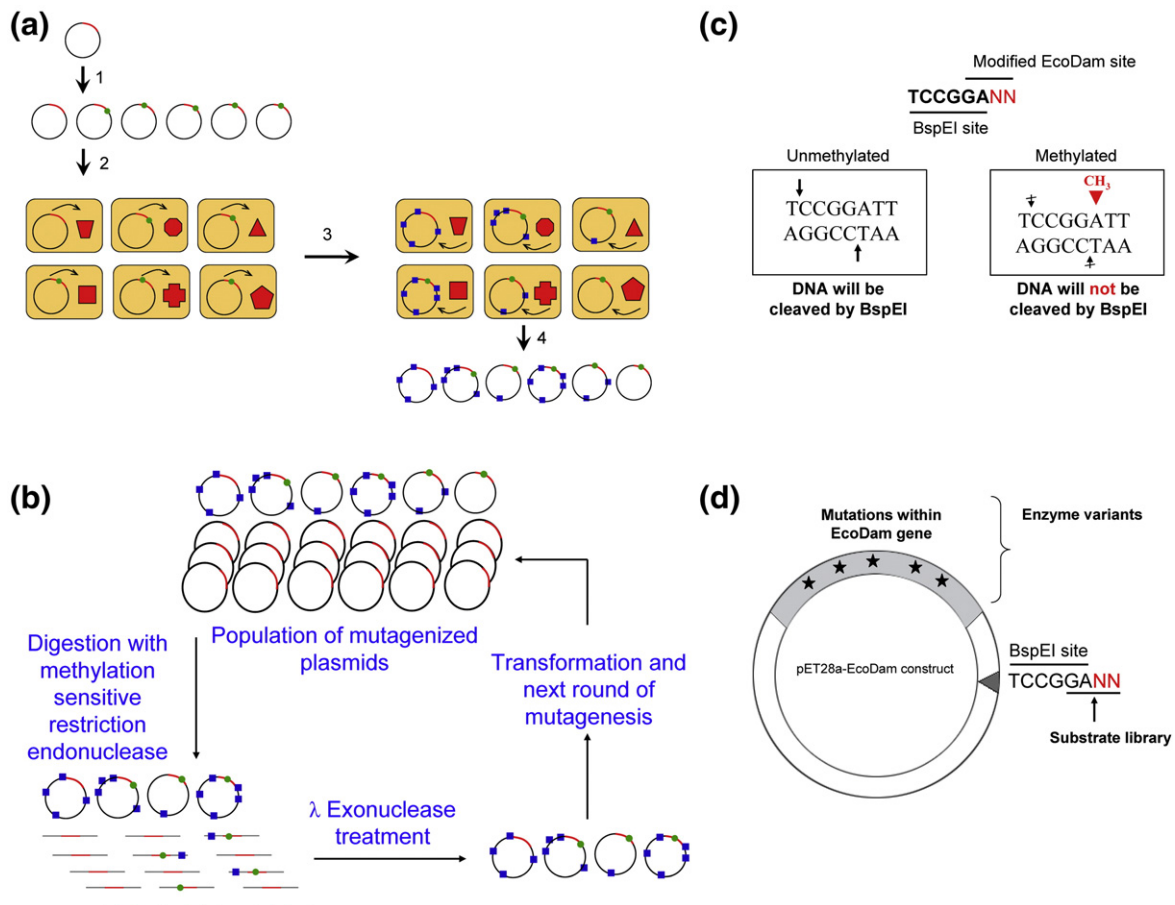 (a)
1
2
3
4
(b)
Population of mutagenized
plasmids
Digestion with
methylation
sensitive
restriction
endonuclease
λ Exonuclease
treatment
Transformation and
next round of
mutagenesis
(c)
Modified EcoDam site
TCCGGANN
BspEI site
Unmethylated
TCCGGATT
AGGCCTAA
DNA will be
cleaved by BspEI
Methylated
CH3
TCCGGATT
AGGCCTAA
DNA will not be
cleaved by BspEI
(d)
Mutations within
EcoDam gene
Enzyme variants
pET28a-EcoDam construct
BspEI site
TCCGGANN
Substrate library